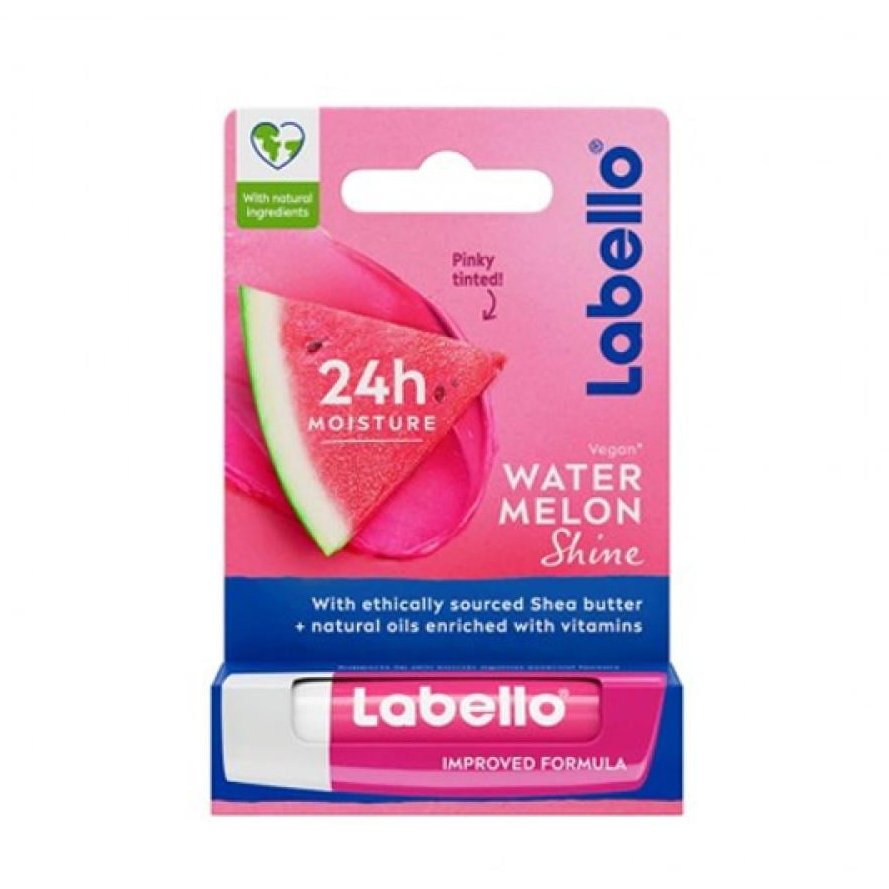 With natural
ingredients
Labello®
Pinky
tinted!
24h
MOISTURE
Vegan*
WATER
MELON
Shine
With ethically sourced Shea butter
+ natural oils enriched with vitamins
Labello®
IMPROVED FORMULA